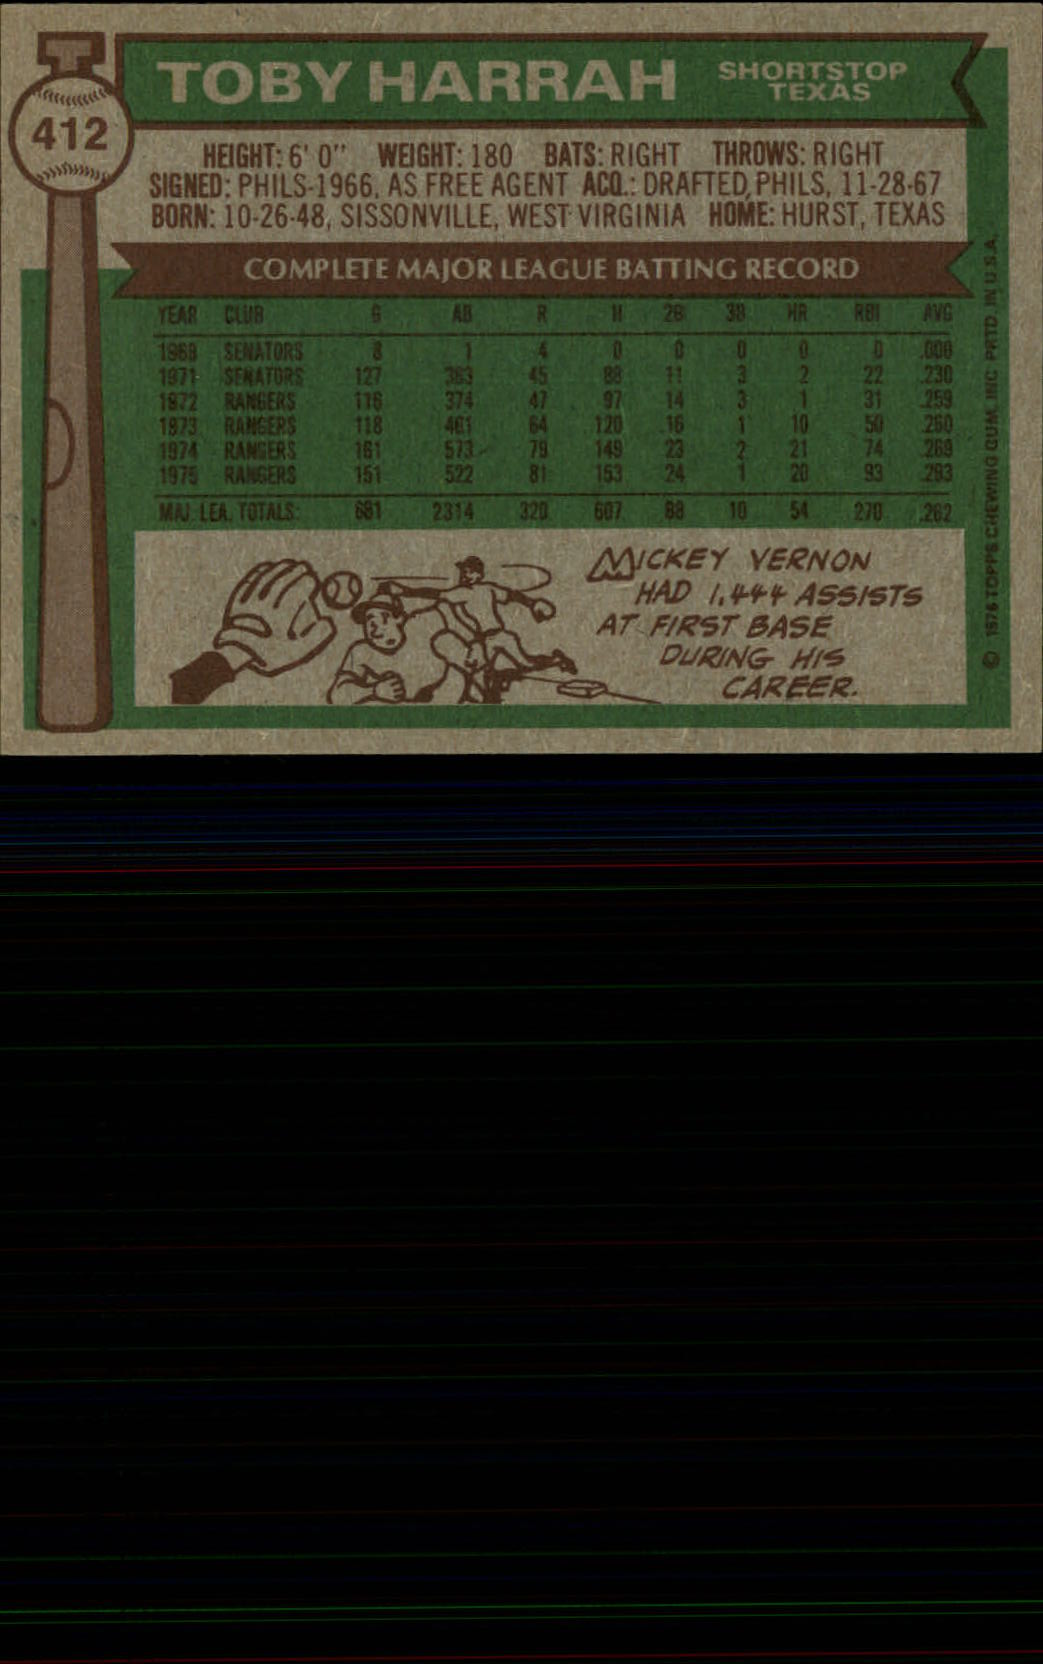 TOBY HARRAH
SHORTSTOP
TEXAS
412
HEIGHT: 6' 0" WEIGHT: 180 BATS: RIGHT THROWS: RIGHT
SIGNED: PHILS-1966, AS FREE AGENT ACQ.: DRAFTED, PHILS, 11-28-67
BORN: 10-26-48, SISSONVILLE, WEST VIRGINIA HOME: HURST, TEXAS
COMPLETE MAJOR LEAGUE BATTING RECORD
YEAR CLUB G AB R H 2B 3B HR RBI AVG
1969 SENATORS 8 1 4 0 0 0 0 0 .000
1971 SENATORS 127 383 45 88 11 3 2 22 .230
1972 RANGERS 116 374 47 97 14 3 1 31 .259
1973 RANGERS 118 461 64 120 16 1 10 50 .260
1974 RANGERS 161 573 79 149 23 2 21 74 .260
1975 RANGERS 151 522 81 153 24 1 20 93 .293
MAJ. LEA. TOTALS: 681 2314 320 607 88 10 54 270 .262
MICKEY VERNON
HAD 1,444 ASSISTS
AT FIRST BASE
DURING HIS
CAREER.
© 1976 TOPPS CHEWING GUM, INC PRTD. IN U.S.A.